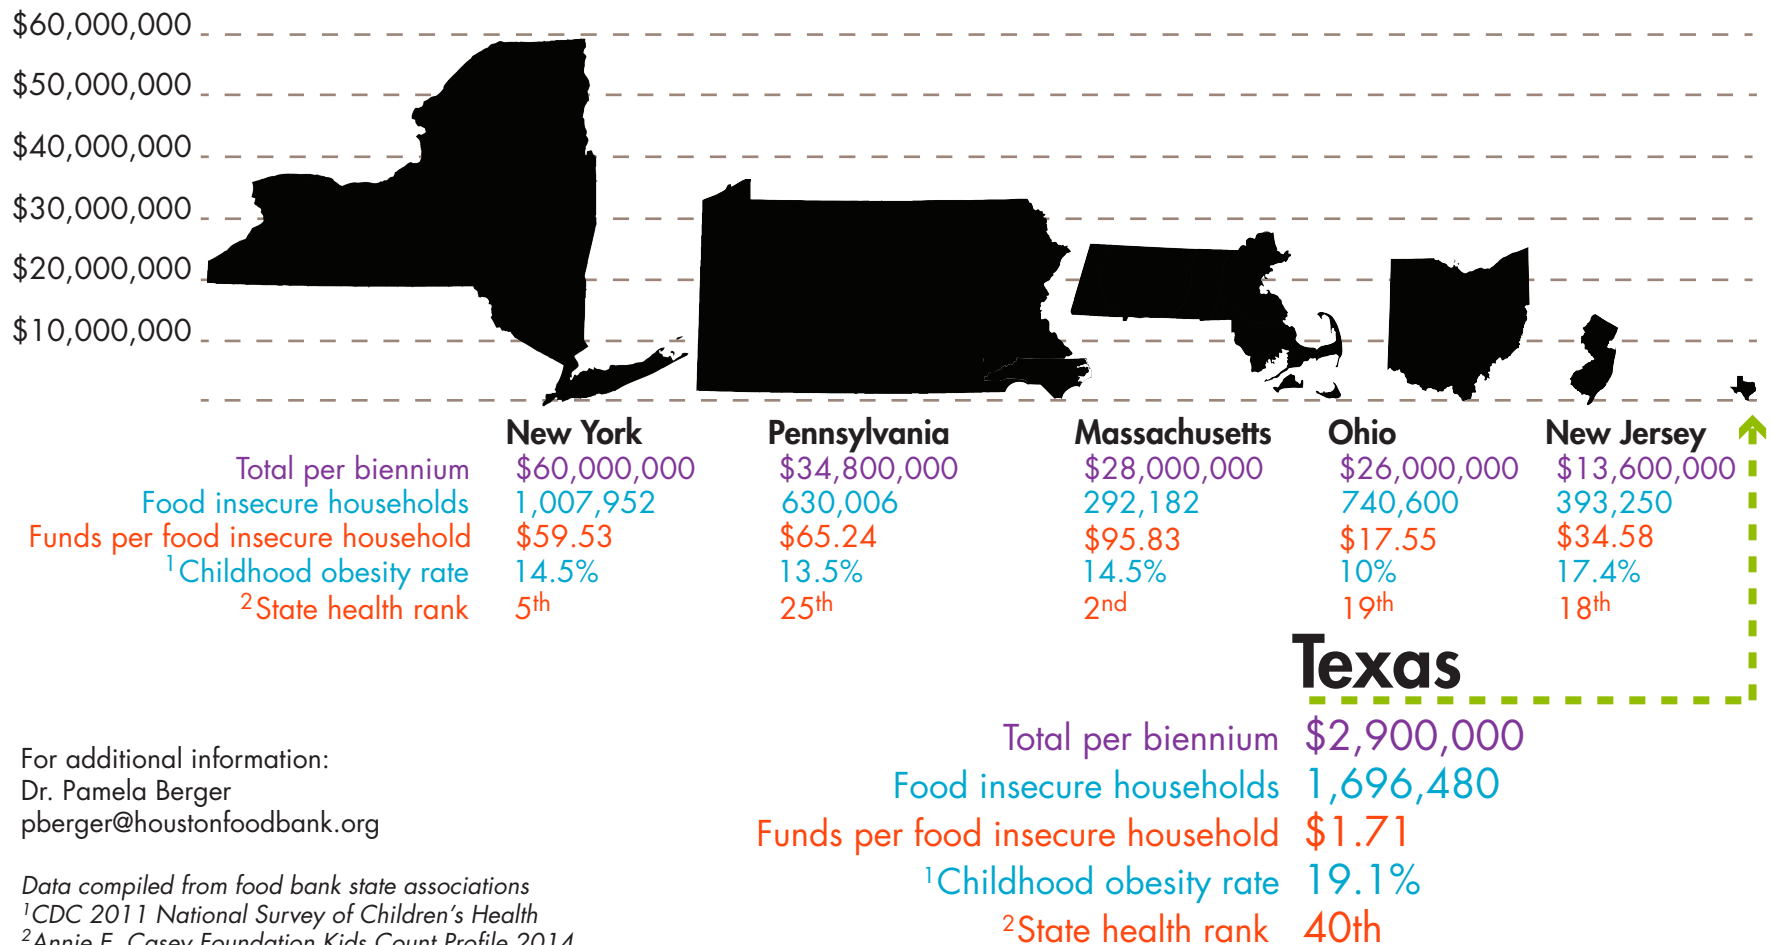 $60,000,000
$50,000,000
$40,000,000
$30,000,000
$20,000,000
$10,000,000
New York Pennsylvania Massachusetts Ohio New Jersey
Total per biennium $60,000,000 $34,800,000 $28,000,000 $26,000,000 $13,600,000
Food insecure households 1,007,952 630,006 292,182 740,600 393,250
Funds per food insecure household $59.53 $65.24 $95.83 $17.55 $34.58
1Childhood obesity rate 14.5% 13.5% 14.5% 10% 17.4%
2State health rank 5th 25th 2nd 19th 18th
Texas
Total per biennium $2,900,000
Food insecure households 1,696,480
Funds per food insecure household $1.71
1Childhood obesity rate 19.1%
2State health rank 40th
For additional information:
Dr. Pamela Berger
pberger@houstonfoodbank.org
Data compiled from food bank state associations
1CDC 2011 National Survey of Children's Health
2Annie E. Casey Foundation Kids Count Profile 2014